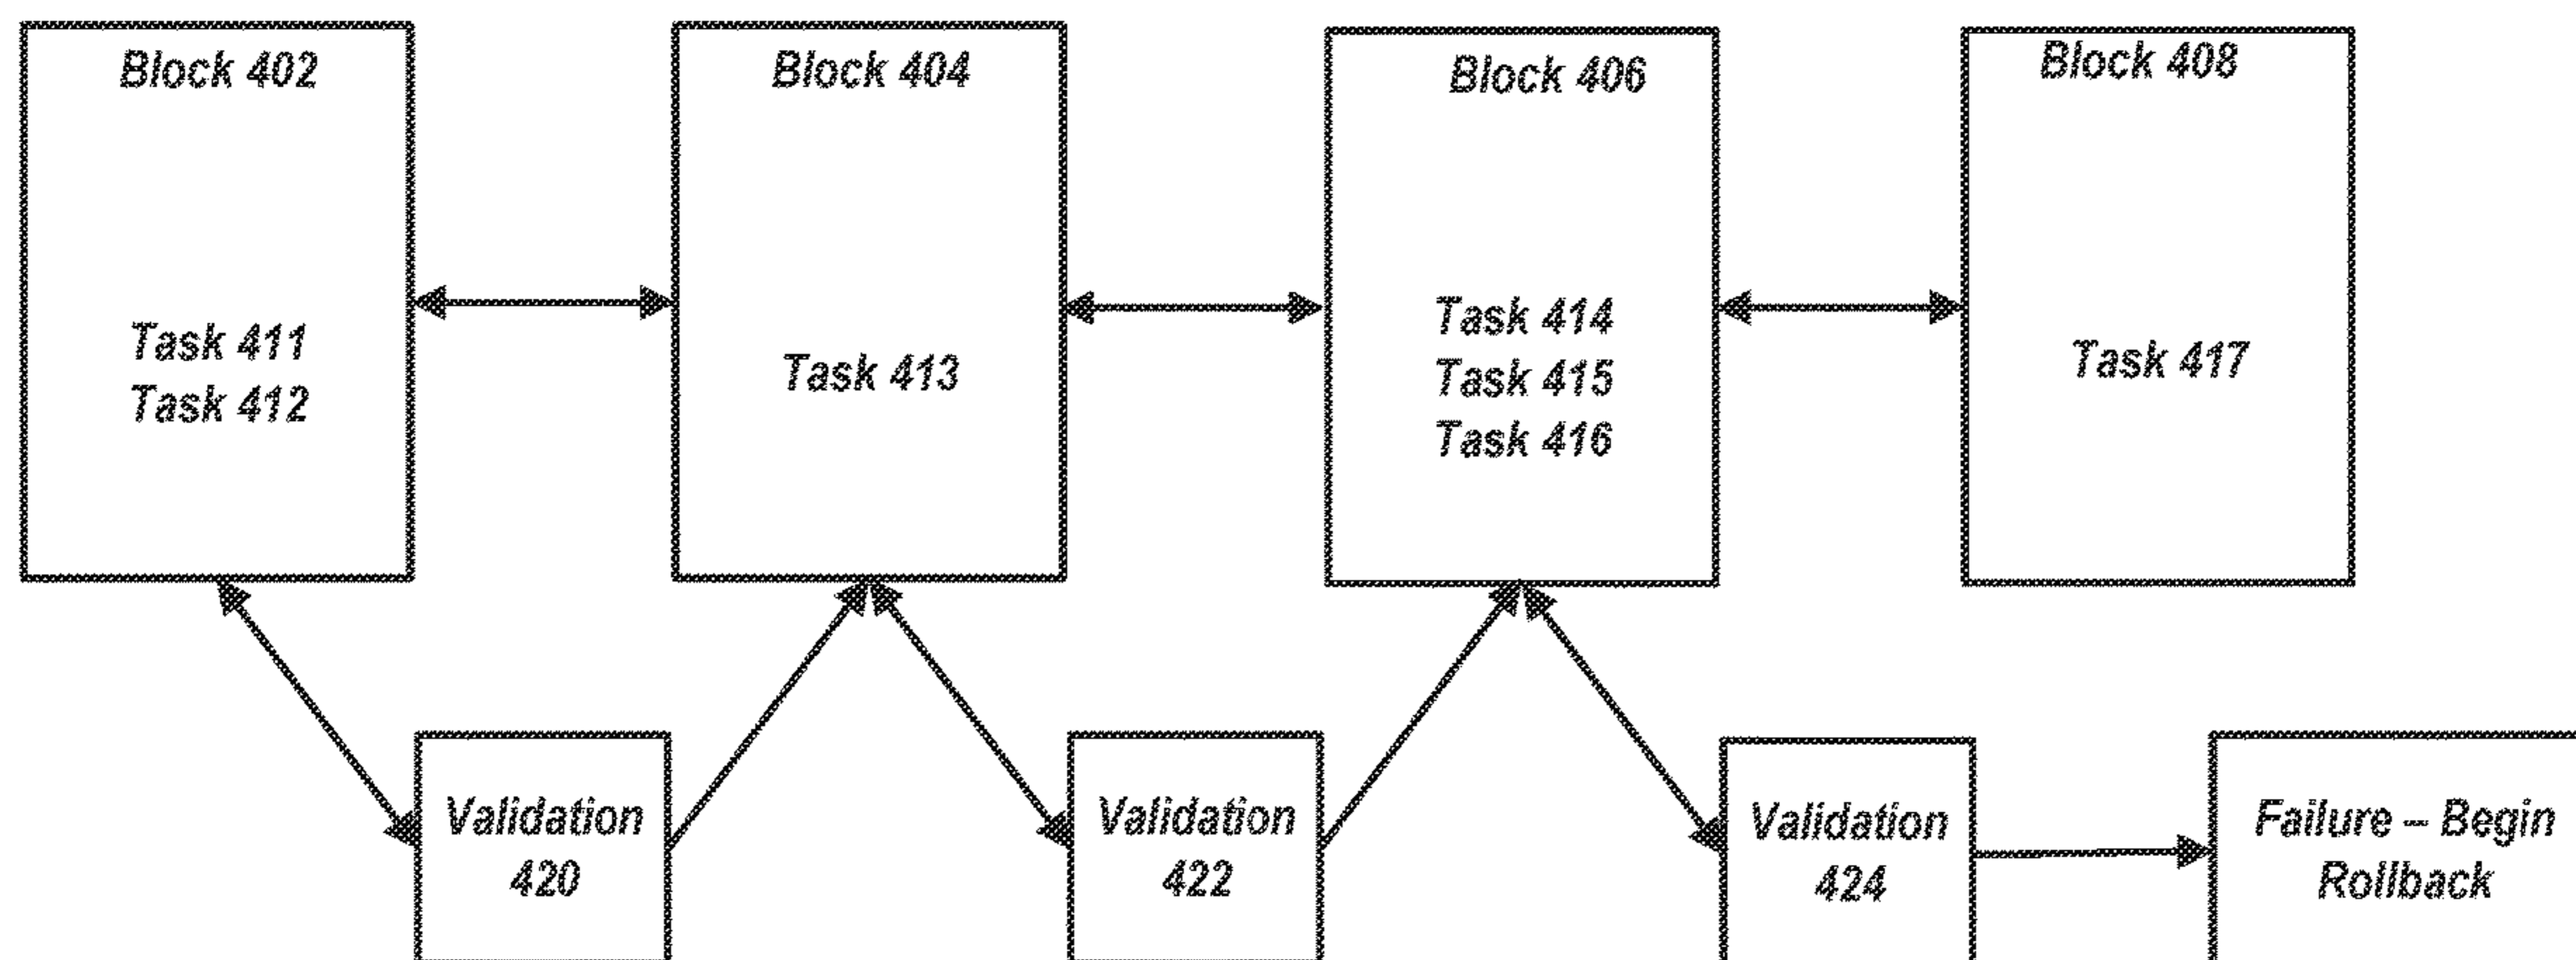 Block 402
Task 411
Task 412
Block 404
Task 413
Block 406
Task 414
Task 415
Task 416
Block 408
Task 417
Validation
420
Validation
422
Validation
424
Failure – Begin
Rollback